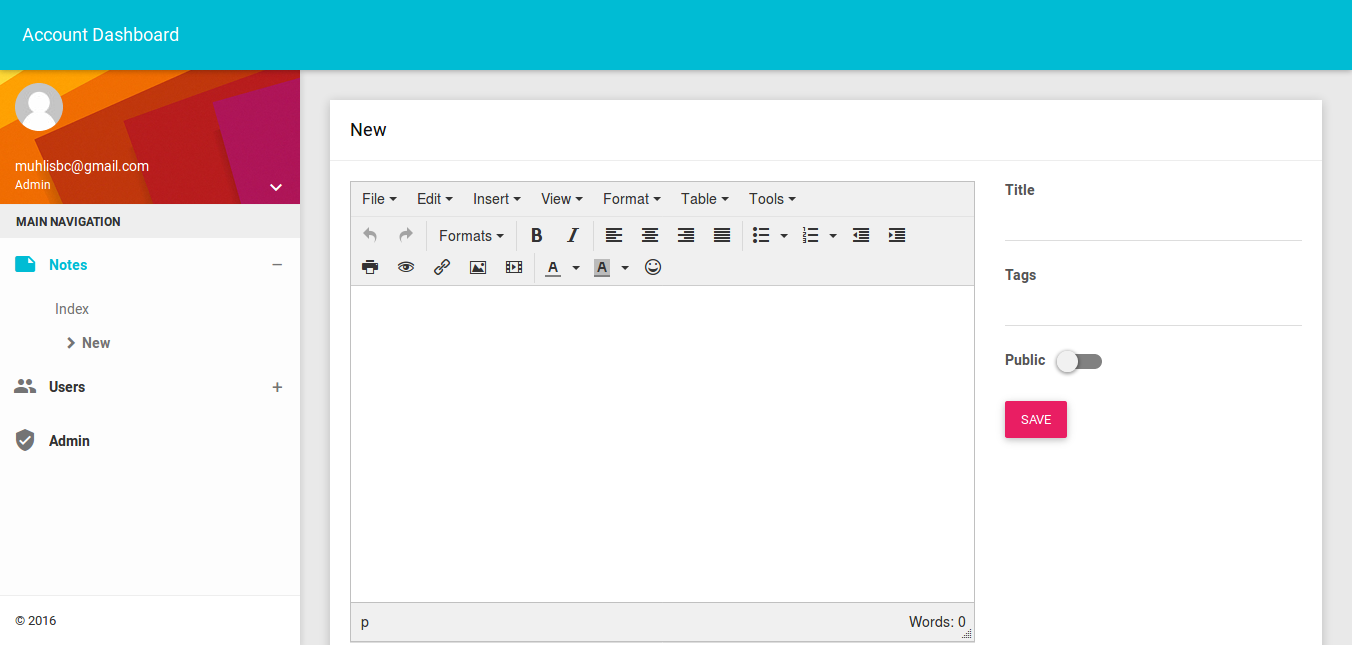 Account Dashboard
muhlisbc@gmail.com
Admin
MAIN NAVIGATION
Notes
Index
New
Users
Admin
© 2016
New
File Edit Insert View Format Table Tools
Formats B I
A A
p Words: 0
Title
Tags
Public
SAVE